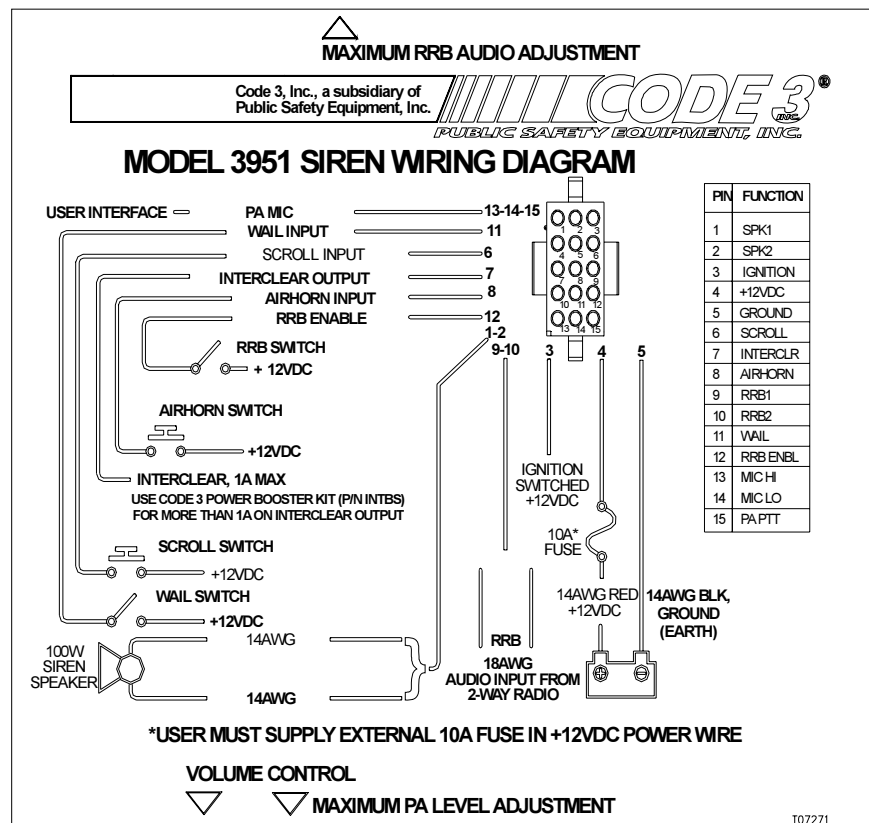 MAXIMUM RRB AUDIO ADJUSTMENT
Code 3, Inc., a subsidiary of
Public Safety Equipment, Inc.
CODE 3®
INC.
PUBLIC SAFETY EQUIPMENT, INC.
MODEL 3951 SIREN WIRING DIAGRAM
USER INTERFACE
PA MIC
13-14-15
WAIL INPUT
11
SCROLL INPUT
6
INTERCLEAR OUTPUT
7
AIRHORN INPUT
8
RRB ENABLE
12
1-2
9-10
3
4
5
1 2 3
4 5 6
7 8 9
10 11 12
13 14 15
PIN FUNCTION
1 SPK1
2 SPK2
3 IGNITION
4 +12VDC
5 GROUND
6 SCROLL
7 INTERCLR
8 AIRHORN
9 RRB1
10 RRB2
11 WAIL
12 RRB ENBL
13 MIC HI
14 MIC LO
15 PA PTT
RRB SWITCH
+ 12VDC
AIRHORN SWITCH
+12VDC
INTERCLEAR, 1A MAX
USE CODE 3 POWER BOOSTER KIT (P/N INTBS)
FOR MORE THAN 1A ON INTERCLEAR OUTPUT
SCROLL SWITCH
+12VDC
WAIL SWITCH
+12VDC
100W
SIREN
SPEAKER
14AWG
14AWG
IGNITION
SWITCHED
+12VDC
10A*
FUSE
14AWG RED
+12VDC
14AWG BLK,
GROUND
(EARTH)
RRB
18AWG
AUDIO INPUT FROM
2-WAY RADIO
*USER MUST SUPPLY EXTERNAL 10A FUSE IN +12VDC POWER WIRE
VOLUME CONTROL
MAXIMUM PA LEVEL ADJUSTMENT
T07271